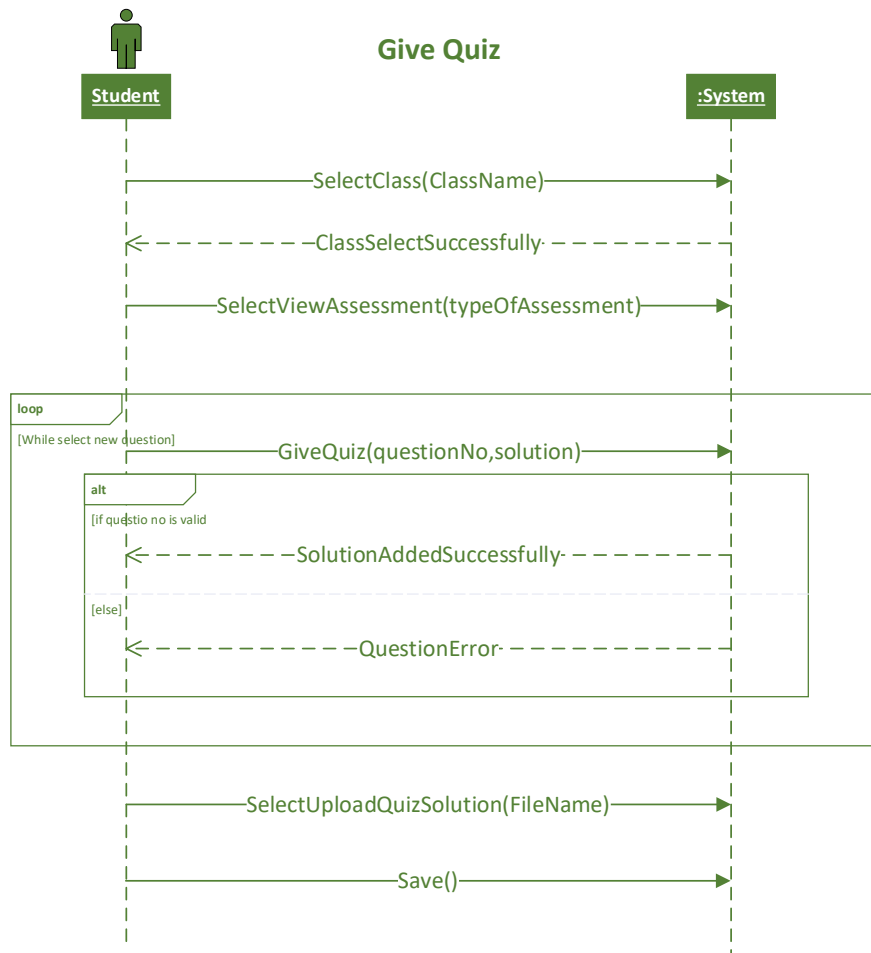 Give Quiz
Student
:System
SelectClass(ClassName)
ClassSelectSuccessfully
SelectViewAssessment(typeOfAssessment)
loop
[While select new question]
GiveQuiz(questionNo,solution)
alt
[if questio no is valid
SolutionAddedSuccessfully
[else]
QuestionError
SelectUploadQuizSolution(FileName)
Save()